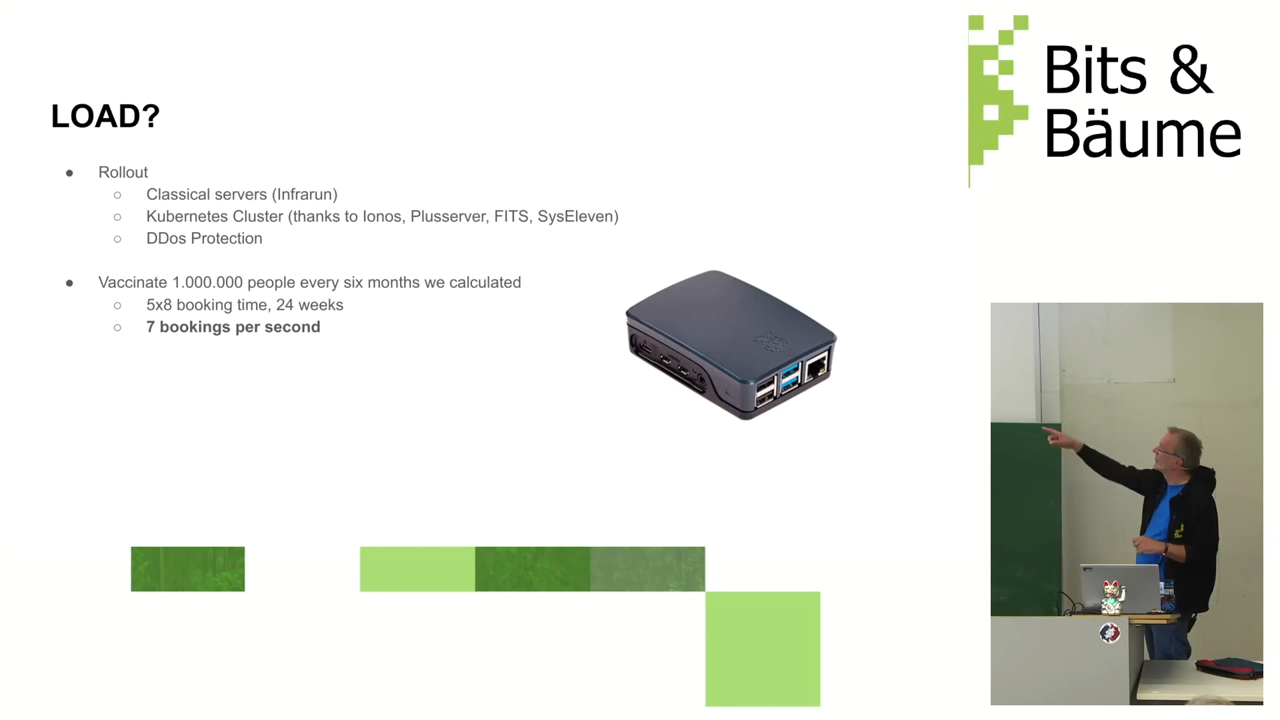 Bits &
Bäume
LOAD?
● Rollout
○ Classical servers (Infrarun)
○ Kubernetes Cluster (thanks to Ionos, Plusserver, FITS, SysEleven)
○ DDos Protection
● Vaccinate 1.000.000 people every six months we calculated
○ 5x8 booking time, 24 weeks
○ 7 bookings per second